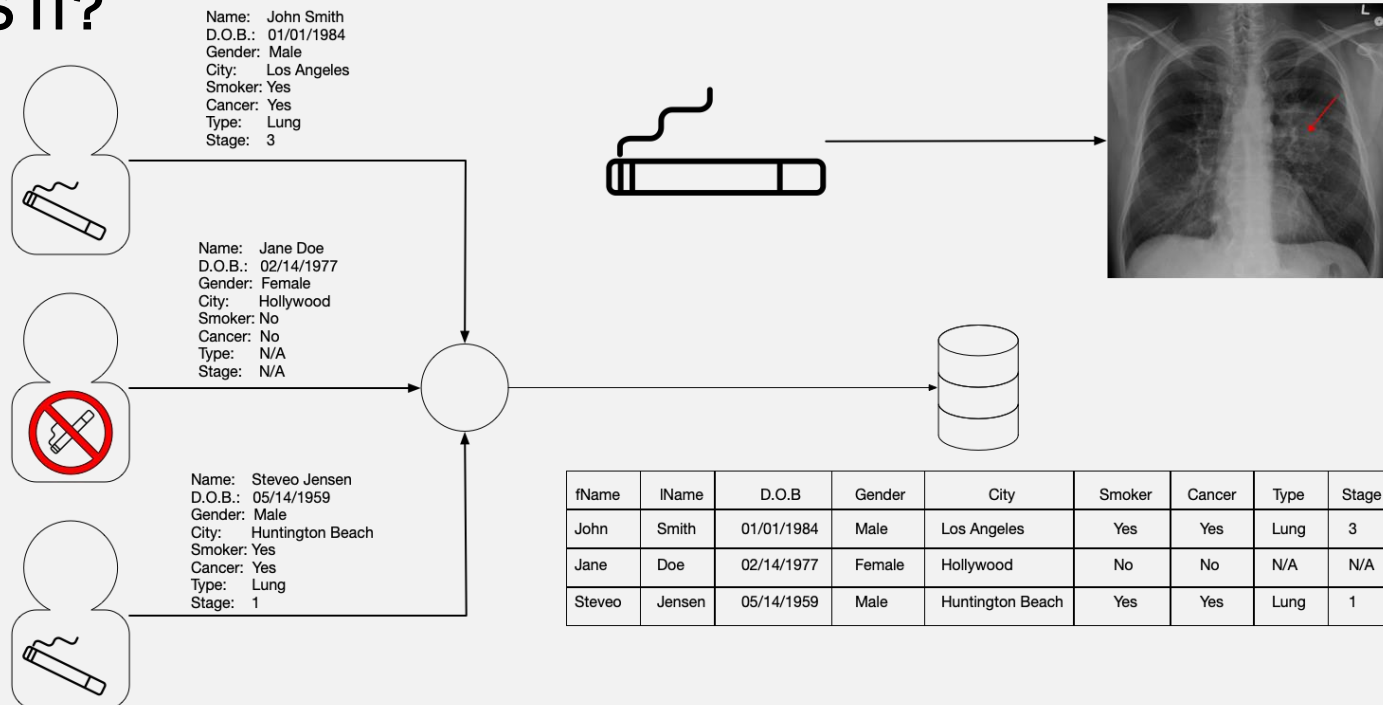 s it?
Name: John Smith
D.O.B.: 01/01/1984
Gender: Male
City: Los Angeles
Smoker: Yes
Cancer: Yes
Type: Lung
Stage: 3
L
Name: Jane Doe
D.O.B.: 02/14/1977
Gender: Female
City: Hollywood
Smoker: No
Cancer: No
Type: N/A
Stage: N/A
Name: Steveo Jensen
D.O.B.: 05/14/1959
Gender: Male
City: Huntington Beach
Smoker: Yes
Cancer: Yes
Type: Lung
Stage: 1
fName lName D.O.B Gender City Smoker Cancer Type Stage
John Smith 01/01/1984 Male Los Angeles Yes Yes Lung 3
Jane Doe 02/14/1977 Female Hollywood No No N/A N/A
Steveo Jensen 05/14/1959 Male Huntington Beach Yes Yes Lung 1